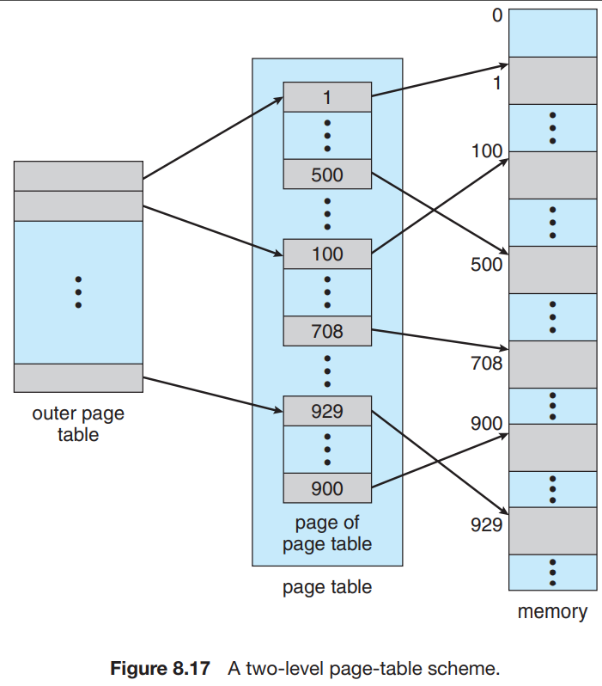 0
1
100
500
708
900
929
1
500
100
708
929
900
outer page
table
page of
page table
page table
memory
Figure 8.17 A two-level page-table scheme.